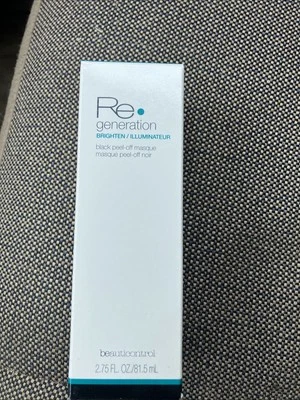 Re•
generation
BRIGHTEN / ILLUMINATEUR
black peel-off masque
masque peel-off noir
beauticontrol
2.75 FL. OZ./81.5 mL